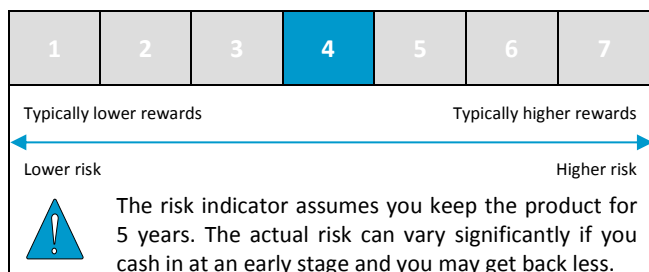 1 2 3 4 5 6 7
Typically lower rewards Typically higher rewards
Lower risk Higher risk
The risk indicator assumes you keep the product for
5 years. The actual risk can vary significantly if you
cash in at an early stage and you may get back less.